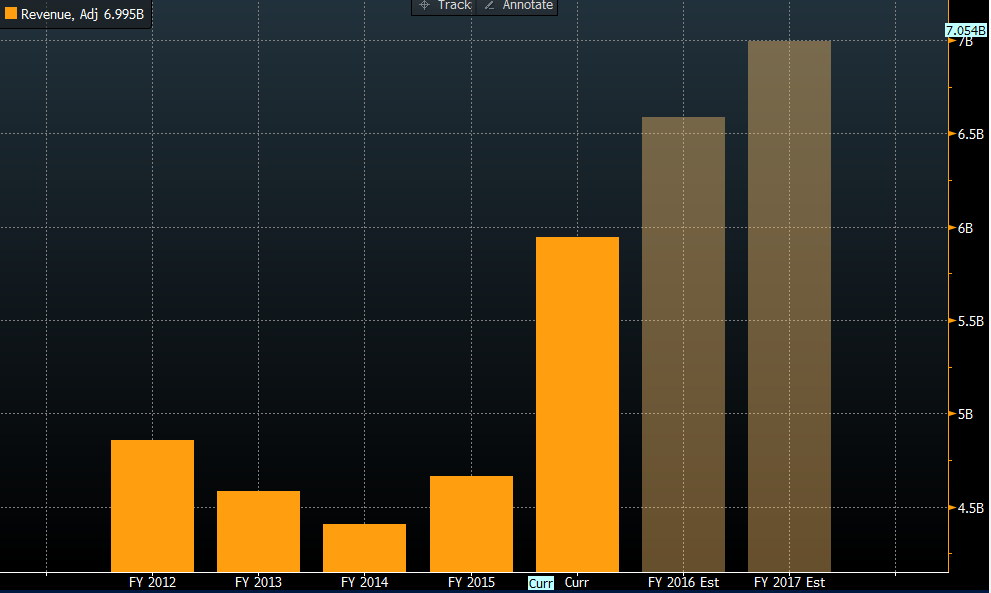 Track
Annotate
Revenue, Adj 6.995B
7.054B
7B
6.5B
6B
5.5B
5B
4.5B
FY 2012
FY 2013
FY 2014
FY 2015
Curr
Curr
FY 2016 Est
FY 2017 Est